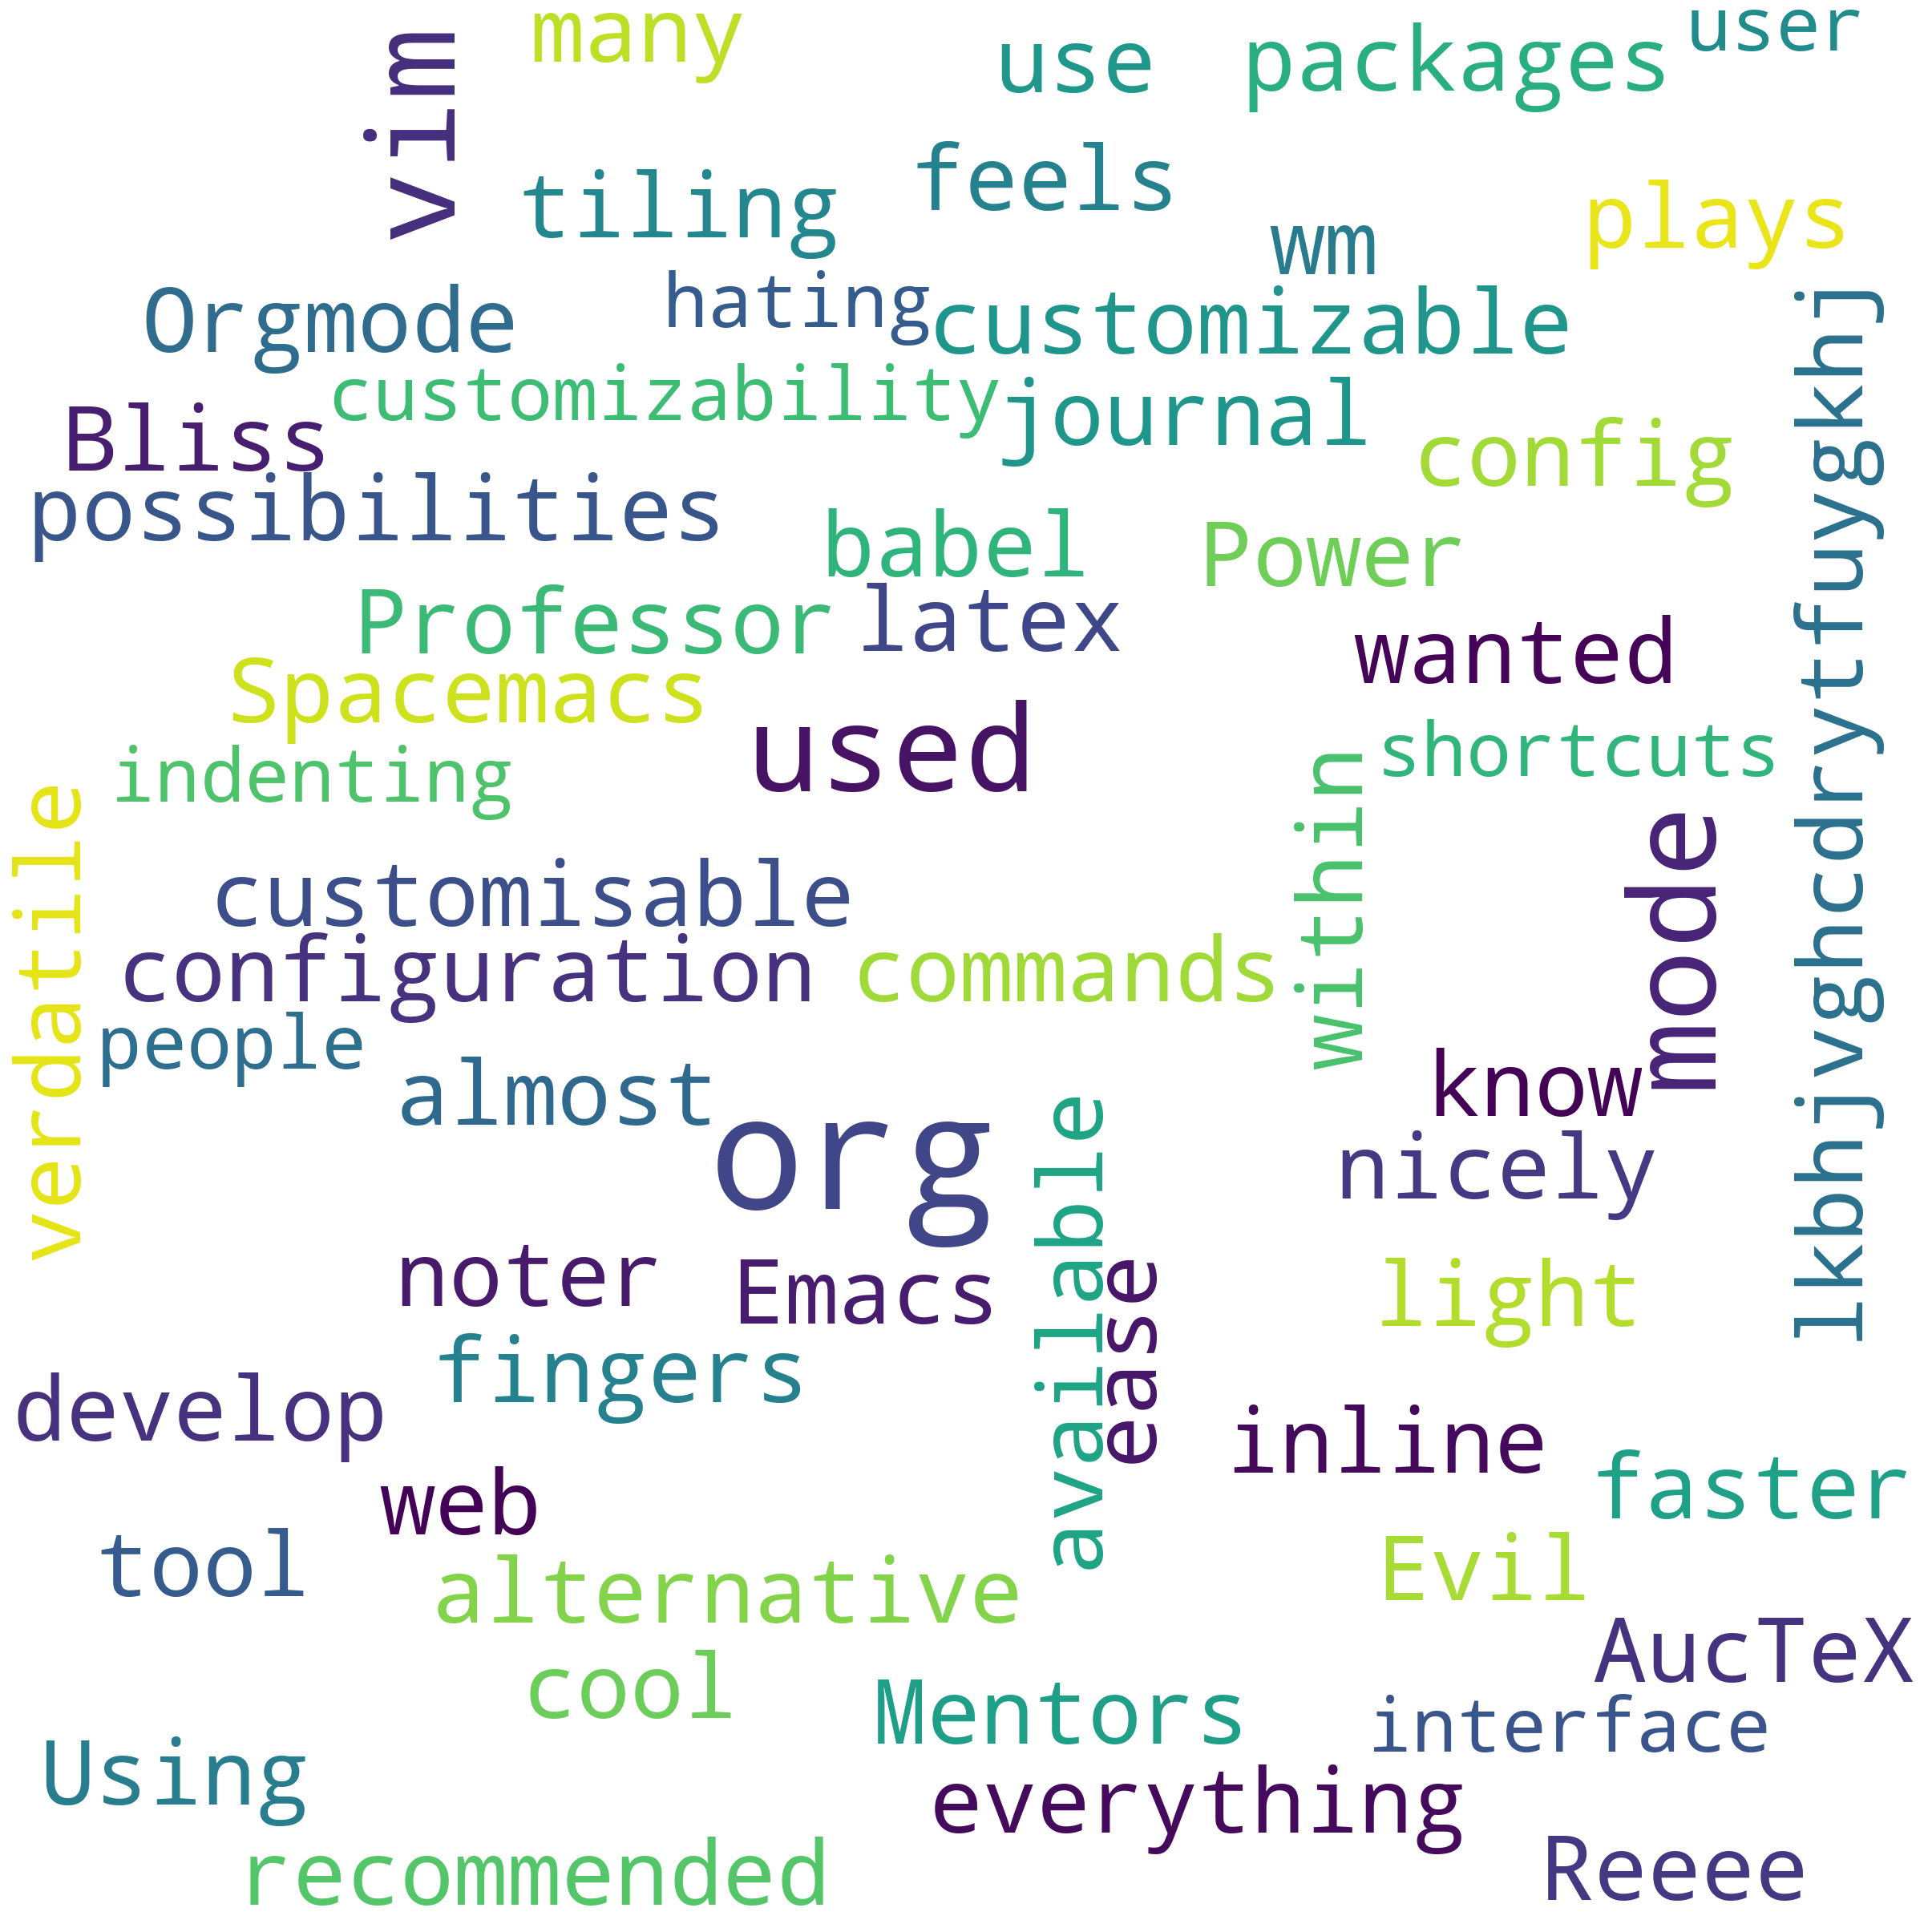 many
use
packages
user
vim
tiling
feels
wm
plays
Orgmode
hating
customizable
customizability
journal
Bliss
config
possibilities
babel
Power
Professor
latex
wanted
Spacemacs
used
shortcuts
indenting
within
mode
lkbhjvghcdrytfuygkhj
verdatile
customisable
configuration
commands
people
almost
know
org
available
nicely
noter
Emacs
ease
light
fingers
develop
inline
web
faster
tool
alternative
Evil
cool
Mentors
AucTeX
interface
Using
everything
recommended
Reeeee